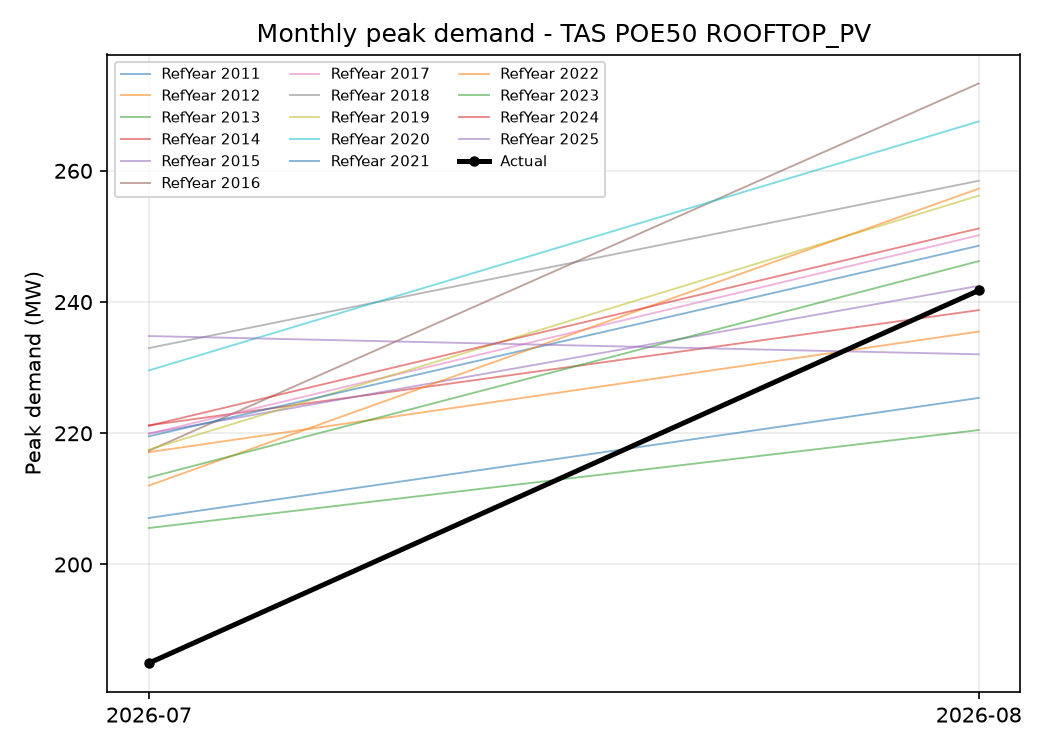 Monthly peak demand - TAS POE50 ROOFTOP_PV
RefYear 2011
RefYear 2012
RefYear 2013
RefYear 2014
RefYear 2015
RefYear 2016
RefYear 2017
RefYear 2018
RefYear 2019
RefYear 2020
RefYear 2021
RefYear 2022
RefYear 2023
RefYear 2024
RefYear 2025
Actual
Peak demand (MW)
260
240
220
200
2026-07
2026-08